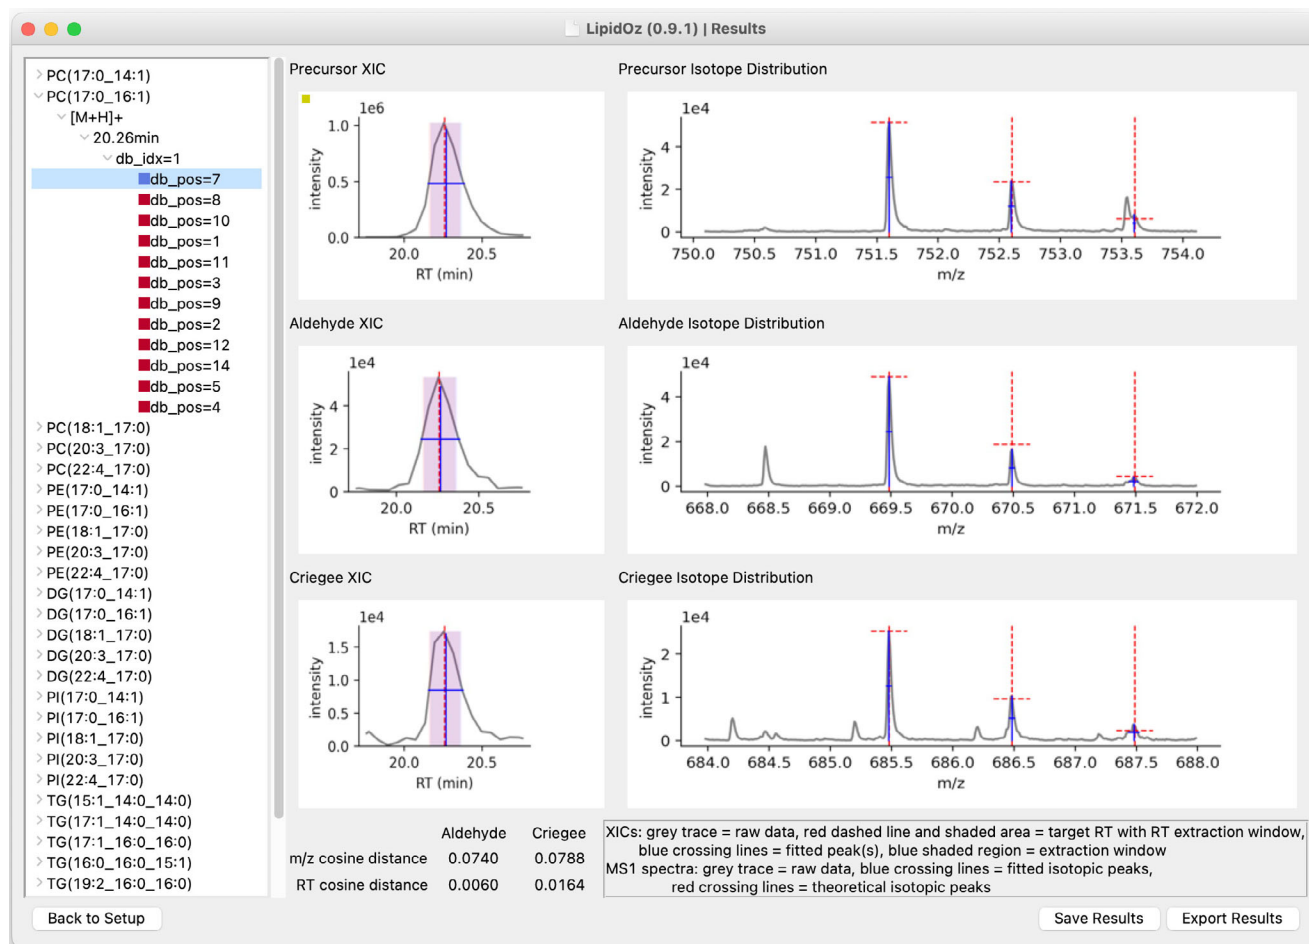 LipidOz (0.9.1) | Results
PC(17:0_14:1)
PC(17:0_16:1)
[M+H]+
20.26min
db_idx=1
db_pos=7
db_pos=8
db_pos=10
db_pos=1
db_pos=11
db_pos=3
db_pos=9
db_pos=2
db_pos=12
db_pos=14
db_pos=5
db_pos=4
PC(18:1_17:0)
PC(20:3_17:0)
PC(22:4_17:0)
PE(17:0_14:1)
PE(17:0_16:1)
PE(18:1_17:0)
PE(20:3_17:0)
PE(22:4_17:0)
DG(17:0_14:1)
DG(17:0_16:1)
DG(18:1_17:0)
DG(20:3_17:0)
DG(22:4_17:0)
PI(17:0_14:1)
PI(17:0_16:1)
PI(18:1_17:0)
PI(20:3_17:0)
PI(22:4_17:0)
TG(15:1_14:0_14:0)
TG(17:1_14:0_14:0)
TG(17:1_16:0_16:0)
TG(16:0_16:0_15:1)
TG(19:2_16:0_16:0)
Precursor XIC
1e6
1.0
0.5
0.0
intensity
20.0 20.5
RT (min)
Precursor Isotope Distribution
1e4
4
2
0
intensity
750.0 750.5 751.0 751.5 752.0 752.5 753.0 753.5 754.0
m/z
Aldehyde XIC
1e4
4
2
0
intensity
20.0 20.5
RT (min)
Aldehyde Isotope Distribution
1e4
4
2
0
intensity
668.0 668.5 669.0 669.5 670.0 670.5 671.0 671.5 672.0
m/z
Criegee XIC
1e4
1.5
1.0
0.5
0.0
intensity
20.0 20.5
RT (min)
Criegee Isotope Distribution
1e4
2
1
0
intensity
684.0 684.5 685.0 685.5 686.0 686.5 687.0 687.5 688.0
m/z
Aldehyde Criegee
m/z cosine distance 0.0740 0.0788
RT cosine distance 0.0060 0.0164
XICs: grey trace = raw data, red dashed line and shaded area = target RT with RT extraction window,
blue crossing lines = fitted peak(s), blue shaded region = extraction window
MS1 spectra: grey trace = raw data, blue crossing lines = fitted isotopic peaks,
red crossing lines = theoretical isotopic peaks
Back to Setup
Save Results
Export Results